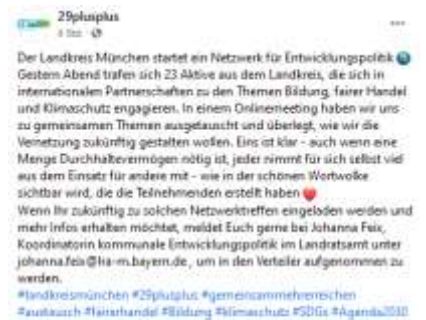 29plusplus
4 Std.
Der Landkreis München startet ein Netzwerk für Entwicklungspolitik
Gestern Abend trafen sich 23 Aktive aus dem Landkreis, die sich in
internationalen Partnerschaften zu den Themen Bildung, fairer Handel
und Klimaschutz engagieren. In einem Onlinemeeting haben wir uns
zu gemeinsamen Themen ausgetauscht und überlegt, wie wir die
Vernetzung zukünftig gestalten wollen. Eins ist klar - auch wenn eine
Menge Durchhaltevermögen nötig ist, jeder nimmt für sich selbst viel
aus dem Einsatz für andere mit - wie in der schönen Wortwolke
sichtbar wird, die die Teilnehmenden erstellt haben
Wenn Ihr zukünftig zu solchen Netzwerktreffen eingeladen werden und
mehr Infos erhalten möchtet, meldet Euch gerne bei Johanna Feix,
Koordinatorin kommunale Entwicklungspolitik im Landratsamt unter
johanna.feix@lra-m.bayern.de, um in den Verteiler aufgenommen zu
werden.
#landkreismünchen #29plusplus #gemeinsammehrerreichen
#austausch #fairerhandel #Bildung #klimaschutz #SDGs #Agenda2030